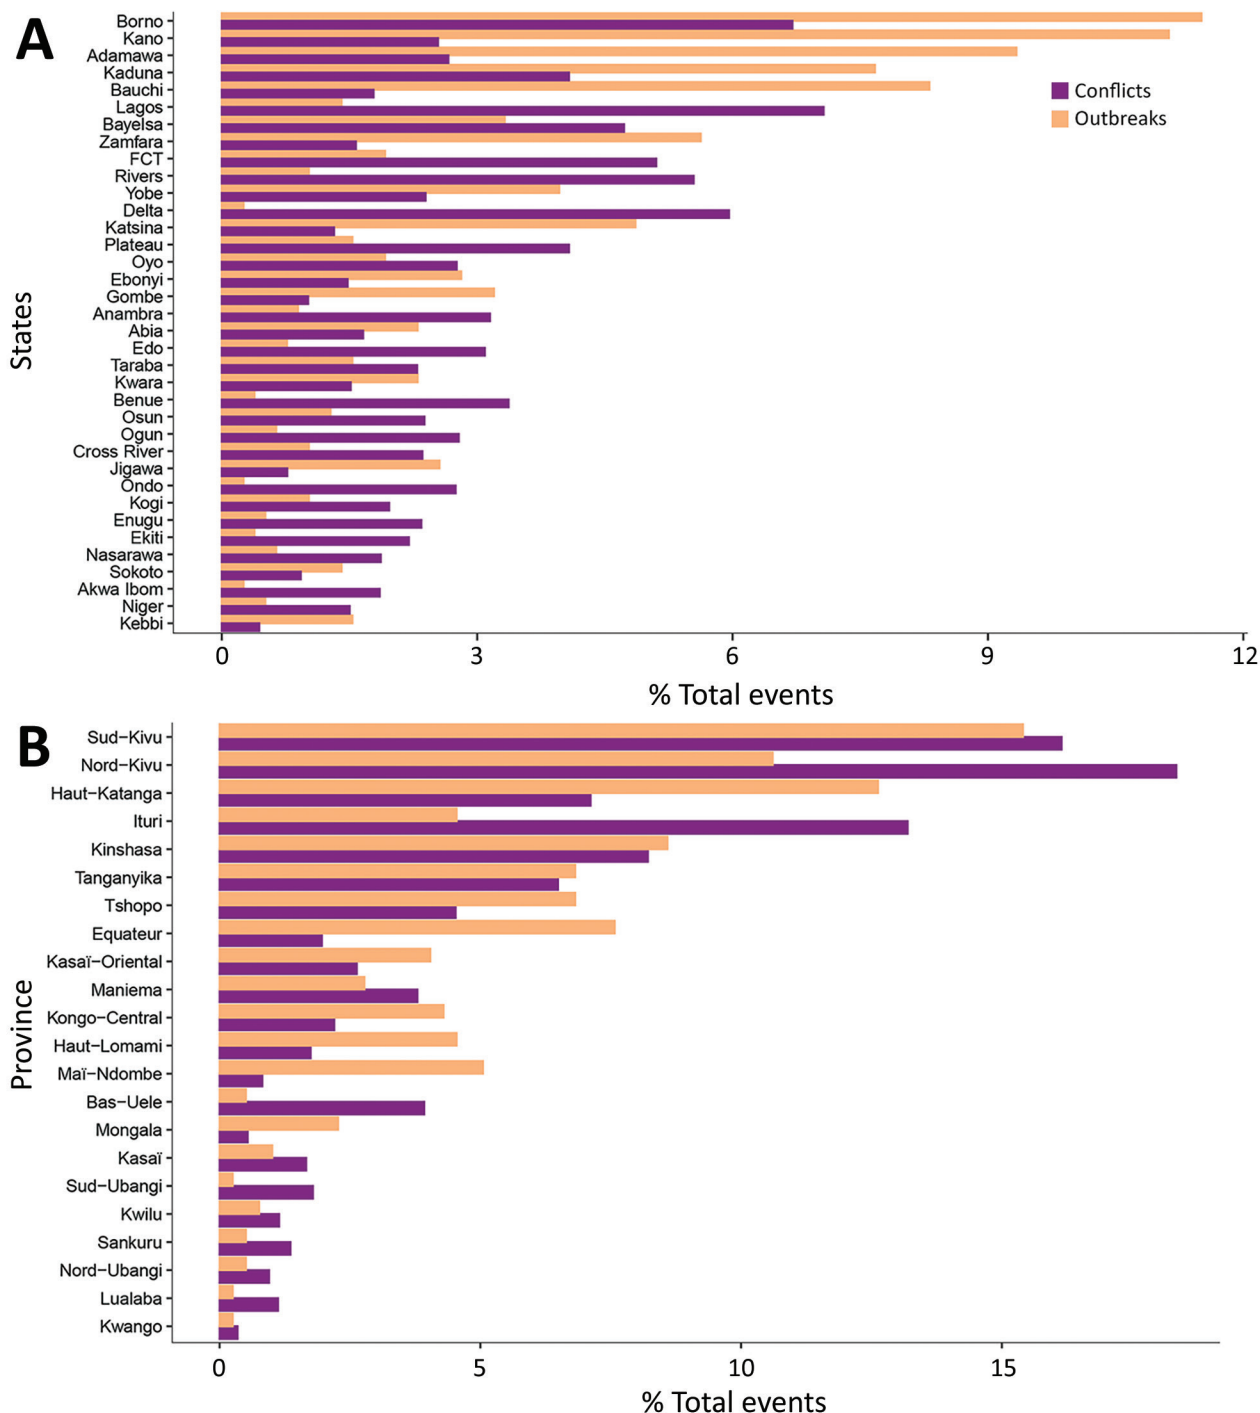 A
States
Borno
Kano
Adamawa
Kaduna
Bauchi
Lagos
Bayelsa
Zamfara
FCT
Rivers
Yobe
Delta
Katsina
Plateau
Oyo
Ebonyi
Gombe
Anambra
Abia
Edo
Taraba
Kwara
Benue
Osun
Ogun
Cross River
Jigawa
Ondo
Kogi
Enugu
Ekiti
Nasarawa
Sokoto
Akwa Ibom
Niger
Kebbi
Conflicts
Outbreaks
0 3 6 9 12
% Total events
B
Province
Sud−Kivu
Nord−Kivu
Haut−Katanga
Ituri
Kinshasa
Tanganyika
Tshopo
Equateur
Kasaï−Oriental
Maniema
Kongo−Central
Haut−Lomami
Maï−Ndombe
Bas−Uele
Mongala
Kasaï
Sud−Ubangi
Kwilu
Sankuru
Nord−Ubangi
Lualaba
Kwango
0 5 10 15
% Total events